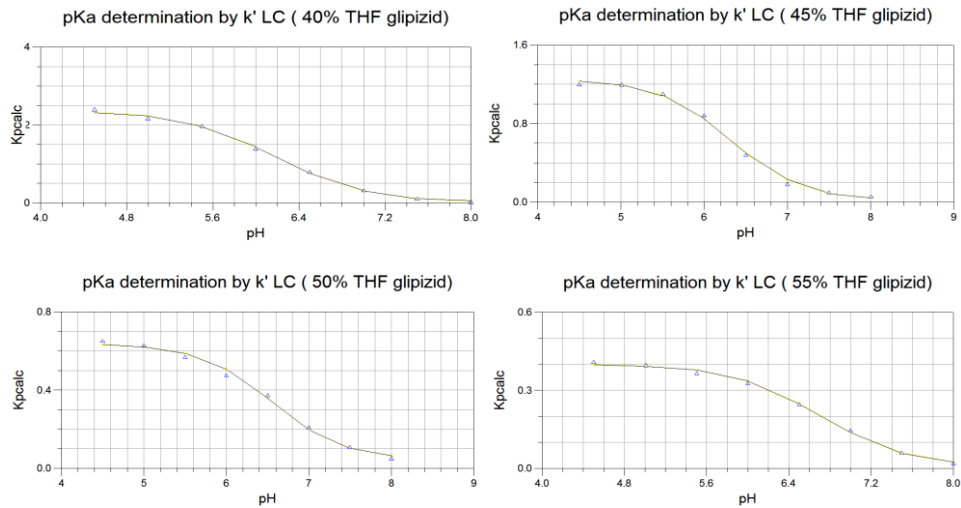 pKa determination by k' LC ( 40% THF glipizid)
4
2
0
Kpcalc
4.0 4.8 5.6 6.4 7.2 8.0
pH
pKa determination by k' LC ( 45% THF glipizid)
1.6
0.8
0.0
Kpcalc
4 5 6 7 8 9
pH
pKa determination by k' LC ( 50% THF glipizid)
0.8
0.4
0.0
Kpcalc
4 5 6 7 8 9
pH
pKa determination by k' LC ( 55% THF glipizid)
0.6
0.3
0.0
Kpcalc
4.0 4.8 5.6 6.4 7.2 8.0
pH